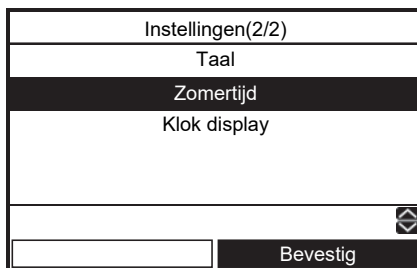 Instellingen(2/2)
Taal
Zomertijd
Klok display
Bevestig